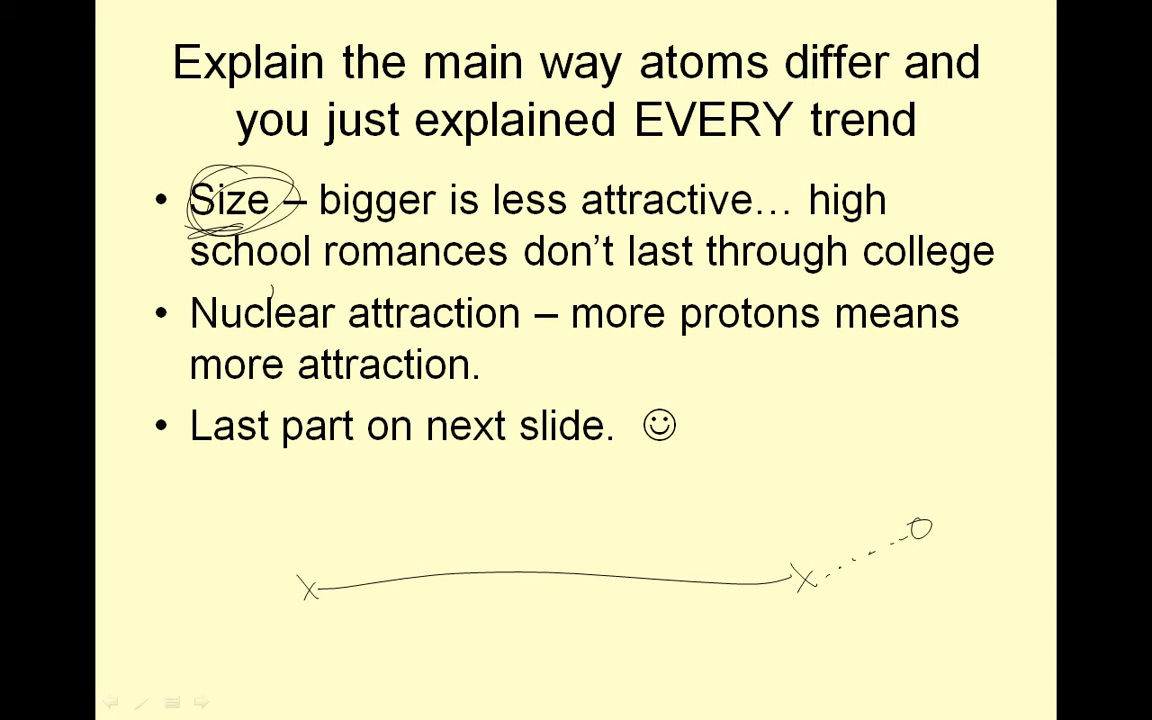 Explain the main way atoms differ and
you just explained EVERY trend
• Size – bigger is less attractive… high
school romances don’t last through college
• Nuclear attraction – more protons means
more attraction.
• Last part on next slide. ☺